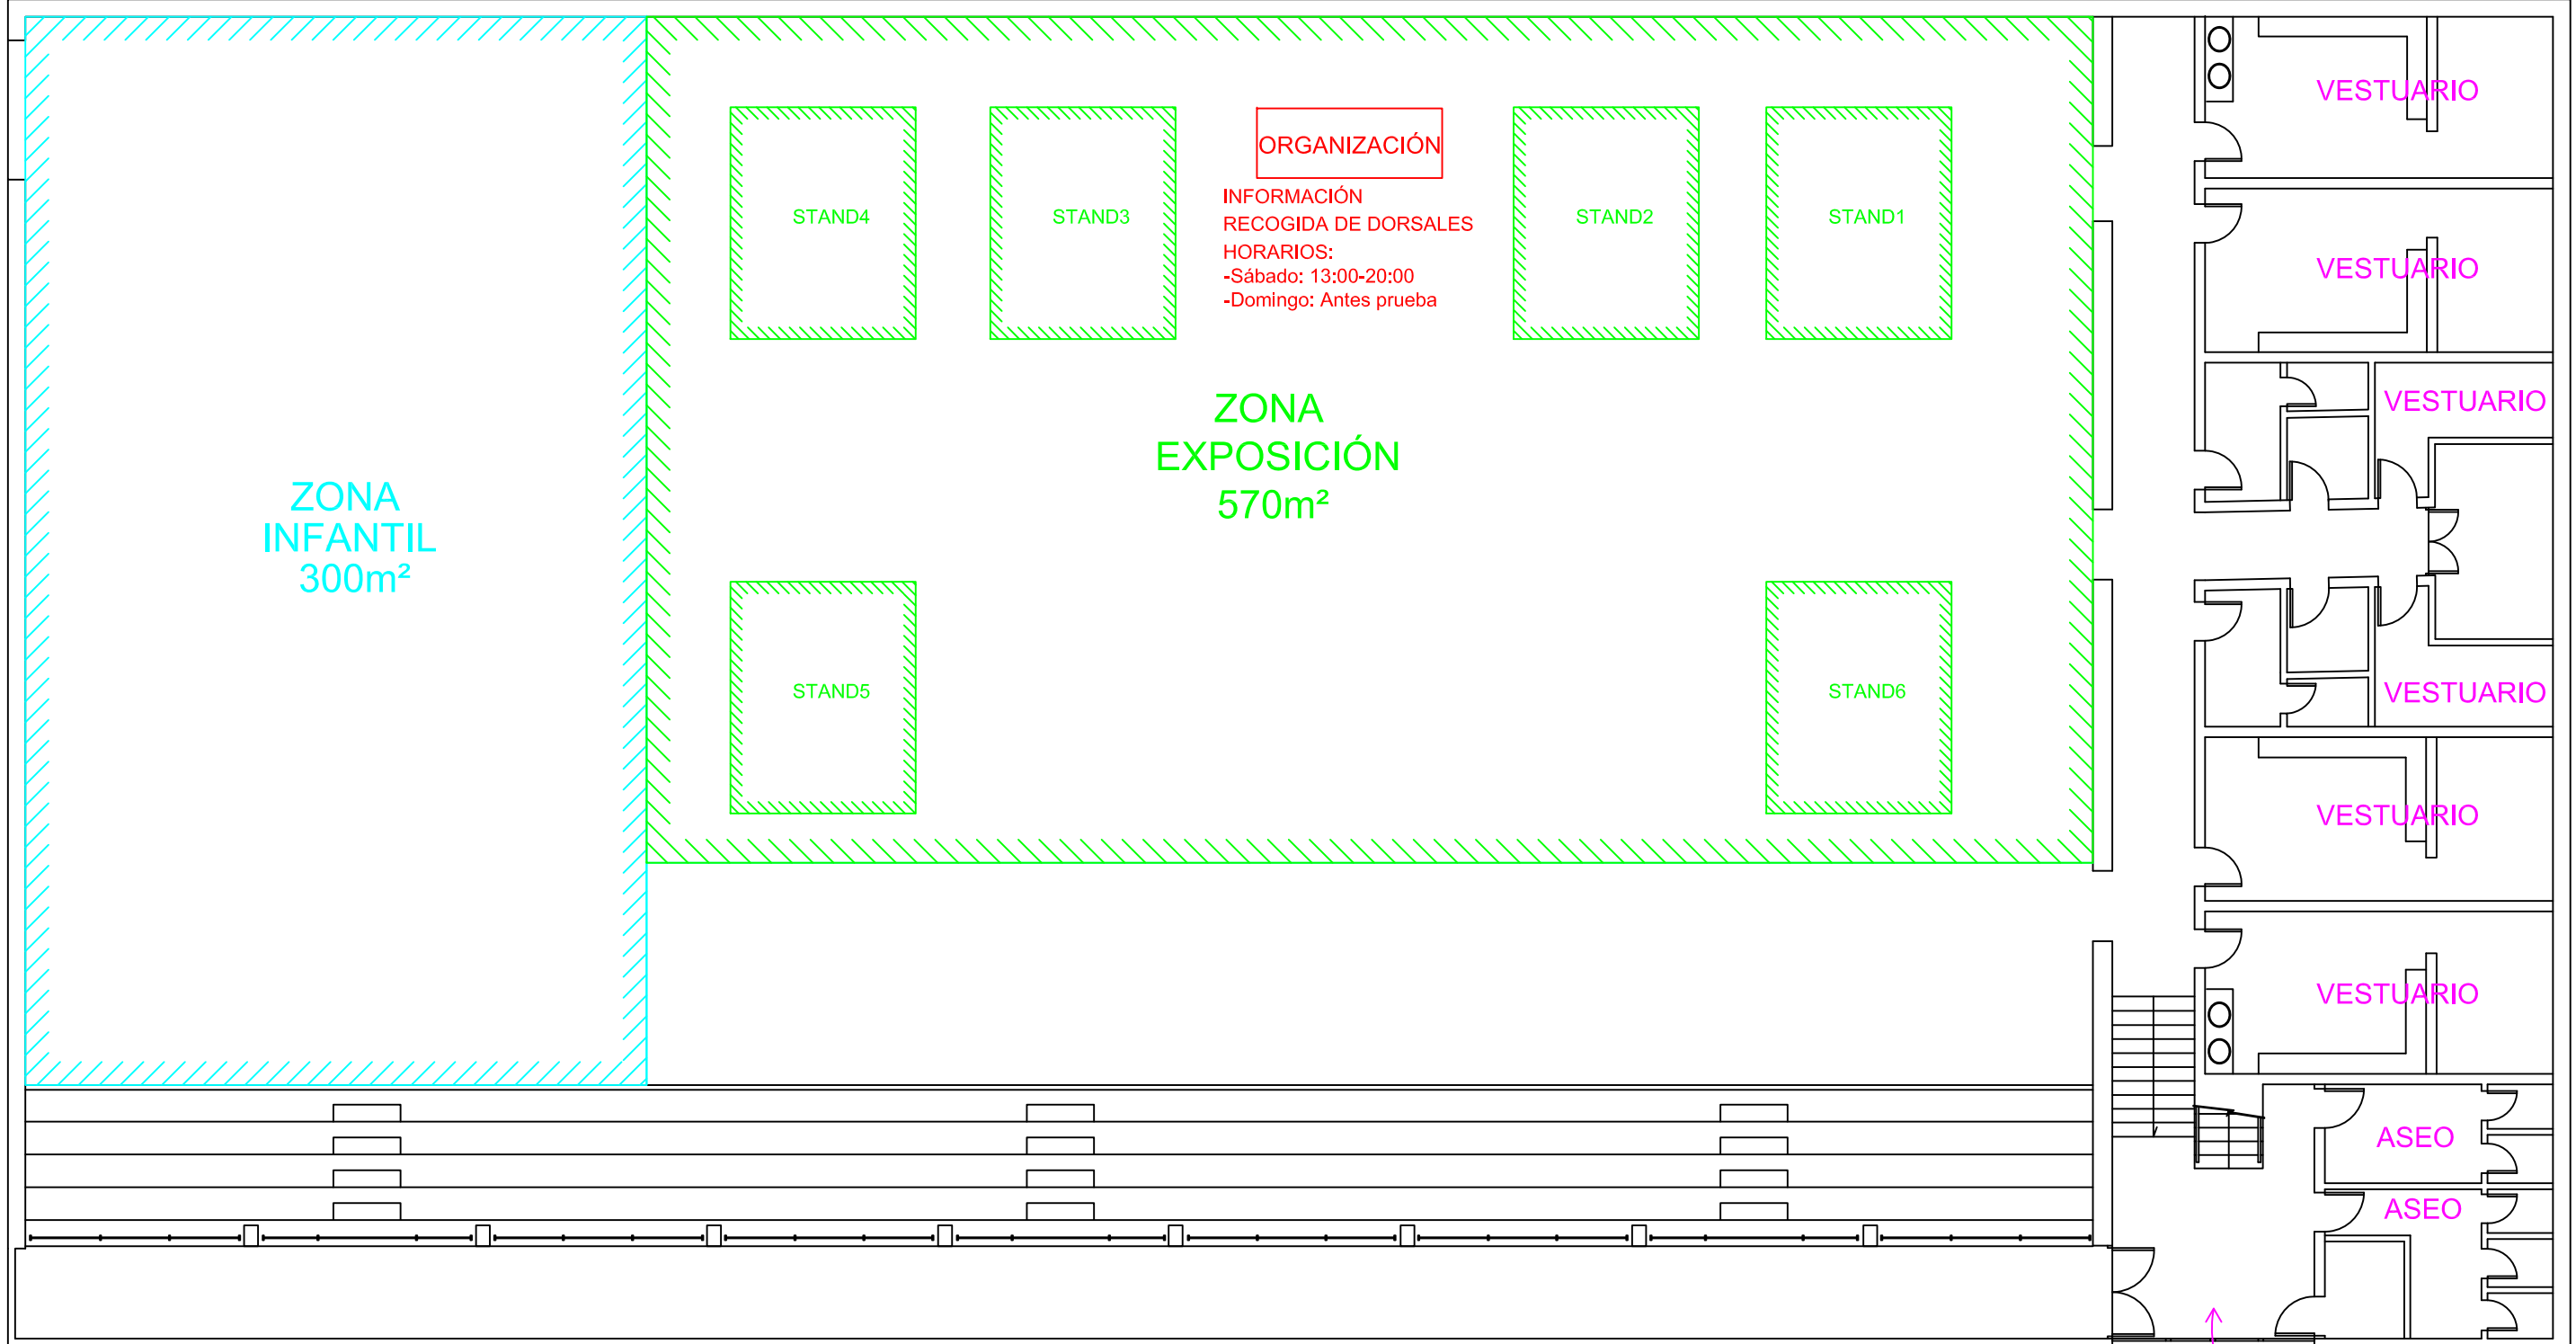 VESTUARIO
ORGANIZACIÓN
INFORMACIÓN
RECOGIDA DE DORSALES
HORARIOS:
-Sábado: 13:00-20:00
-Domingo: Antes prueba
STAND4
STAND3
STAND2
STAND1
VESTUARIO
VESTUARIO
ZONA
EXPOSICIÓN
570m²
ZONA
INFANTIL
300m²
STAND5
STAND6
VESTUARIO
VESTUARIO
VESTUARIO
ASEO
ASEO